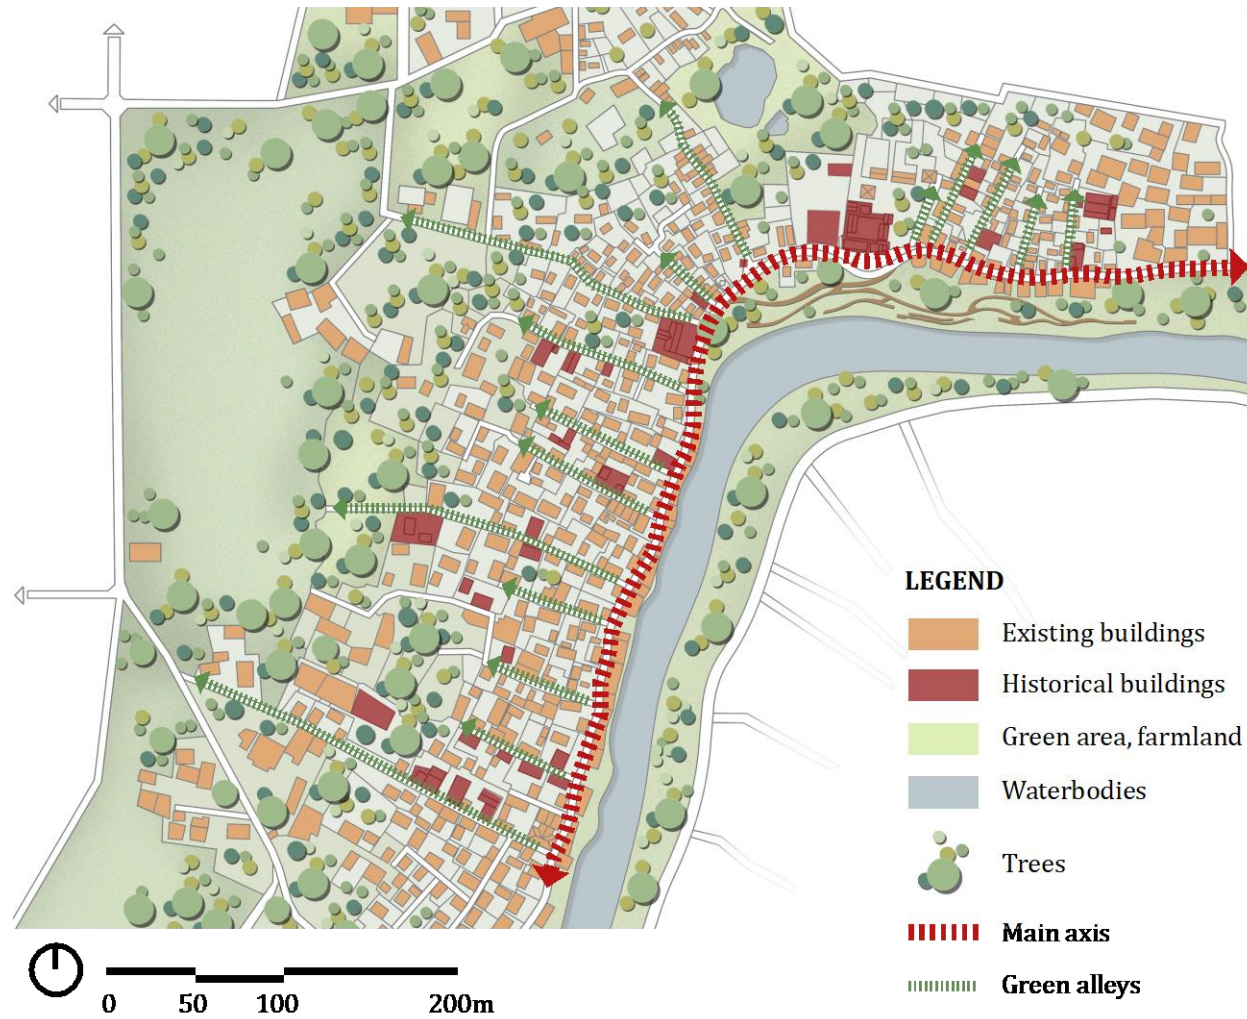 LEGEND
Existing buildings
Historical buildings
Green area, farmland
Waterbodies
Trees
Main axis
Green alleys
0 50 100 200m